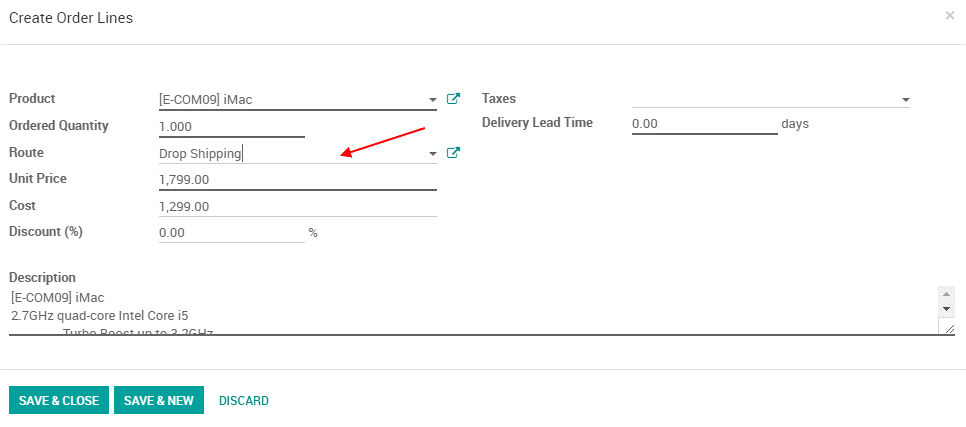 Create Order Lines ×
Product [E-COM09] iMac
Ordered Quantity 1.000
Route Drop Shipping
Unit Price 1,799.00
Cost 1,299.00
Discount (%) 0.00 %
Taxes
Delivery Lead Time 0.00 days
Description
[E-COM09] iMac
2.7GHz quad-core Intel Core i5
Turbo Boost up to 3.2GHz
SAVE & CLOSE SAVE & NEW DISCARD